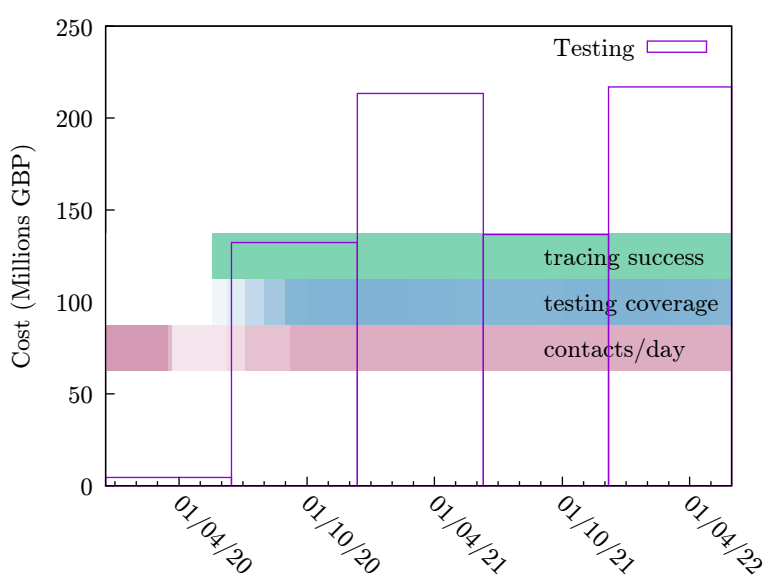 250
200
150
100
50
0
Cost (Millions GBP)
Testing
tracing success
testing coverage
contacts/day
01/04/20
01/10/20
01/04/21
01/10/21
01/04/22